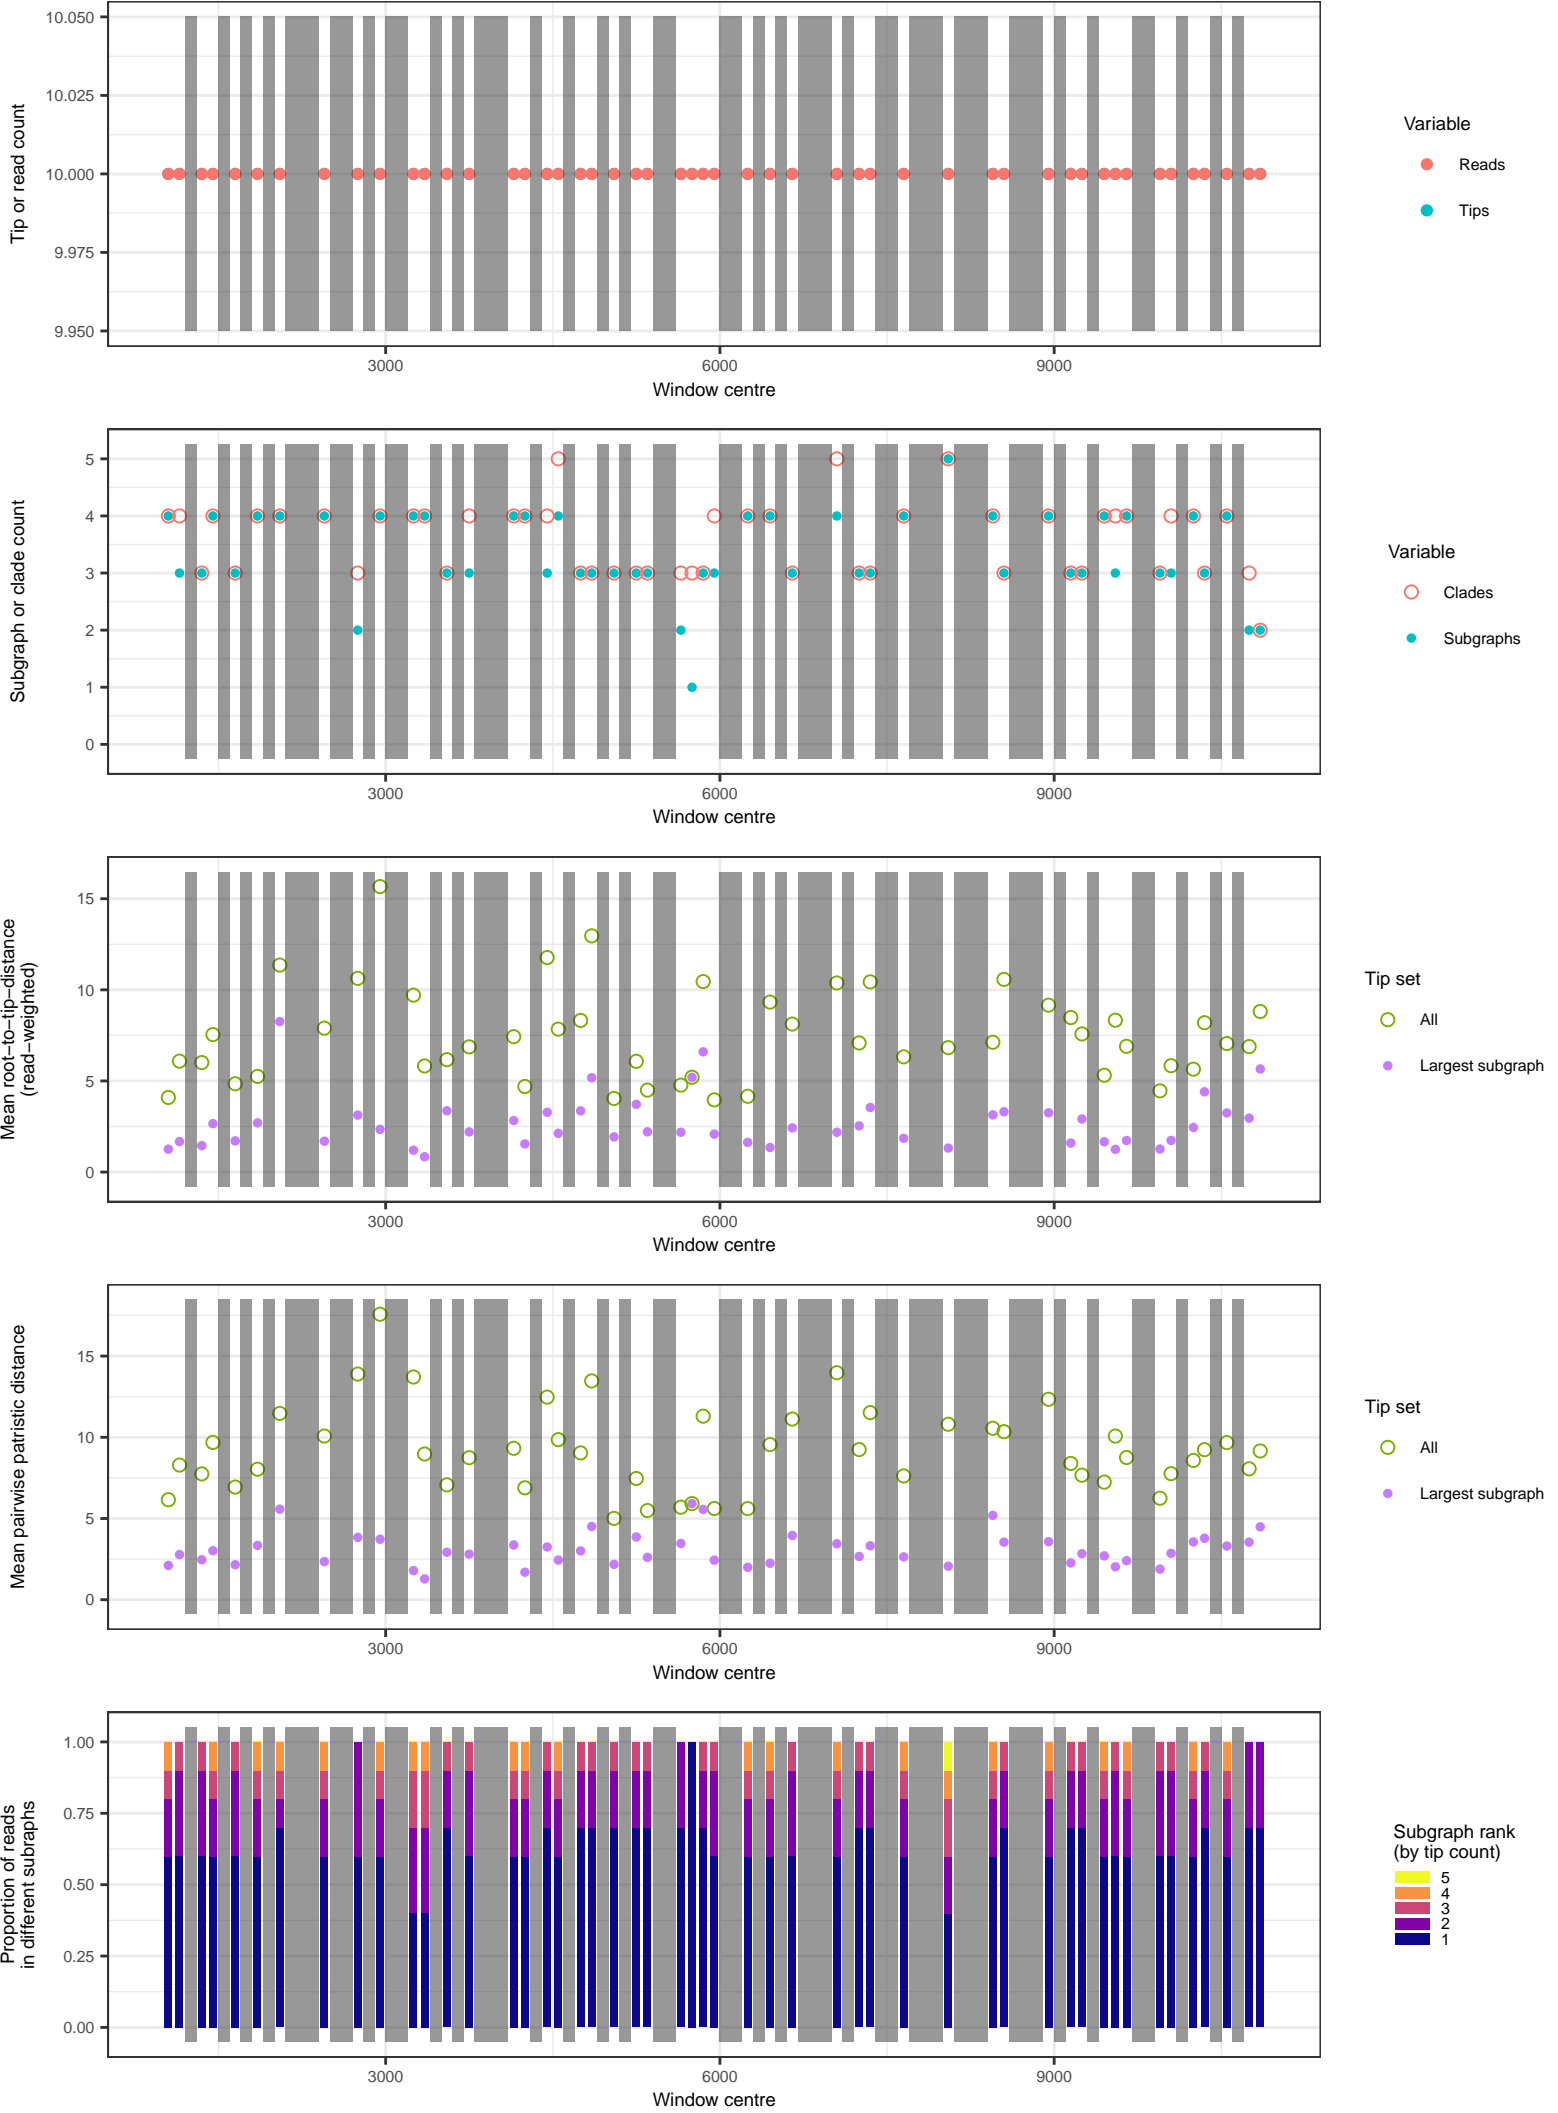 10.050
10.025
10.000
9.975
9.950
Tip or read count
3000
6000
9000
Window centre
Variable
Reads
Tips
5
4
3
2
1
0
Subgraph or clade count
3000
6000
9000
Window centre
Variable
Clades
Subgraphs
15
10
5
0
Mean root−to−tip−distance
(read−weighted)
3000
6000
9000
Window centre
Tip set
All
Largest subgraph
15
10
5
0
Mean pairwise patristic distance
3000
6000
9000
Window centre
Tip set
All
Largest subgraph
1.00
0.75
0.50
0.25
0.00
Proportion of reads
in different subraphs
3000
6000
9000
Window centre
Subgraph rank
(by tip count)
5
4
3
2
1